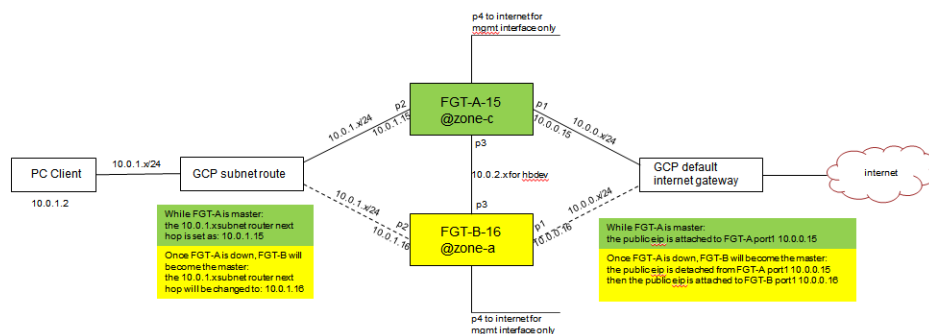 p4 to internet for
mgmt interface only
FGT-A-15
@zone-c
p2
p1
10.0.1.x/24
10.0.1.15
10.0.0.x/24
10.0.0.15
p3
10.0.1.x/24
PC Client
10.0.1.2
GCP subnet route
10.0.2.x for hbdev
GCP default
internet gateway
internet
10.0.1.x/24
10.0.1.16
10.0.0.x/24
10.0.0.16
p3
p2
p1
FGT-B-16
@zone-a
While FGT-A is master:
the 10.0.1.xsubnet router next
hop is set as: 10.0.1.15
Once FGT-A is down, FGT-B will
become the master:
the 10.0.1.xsubnet router next
hop will be changed to: 10.0.1.16
While FGT-A is master:
the public eip is attached to FGT-A port1 10.0.0.15
Once FGT-A is down, FGT-B will become the master:
the public eip is detached from FGT-A port1 10.0.0.15
then the public eip is attached to FGT-B port1 10.0.0.16
p4 to internet for
mgmt interface only